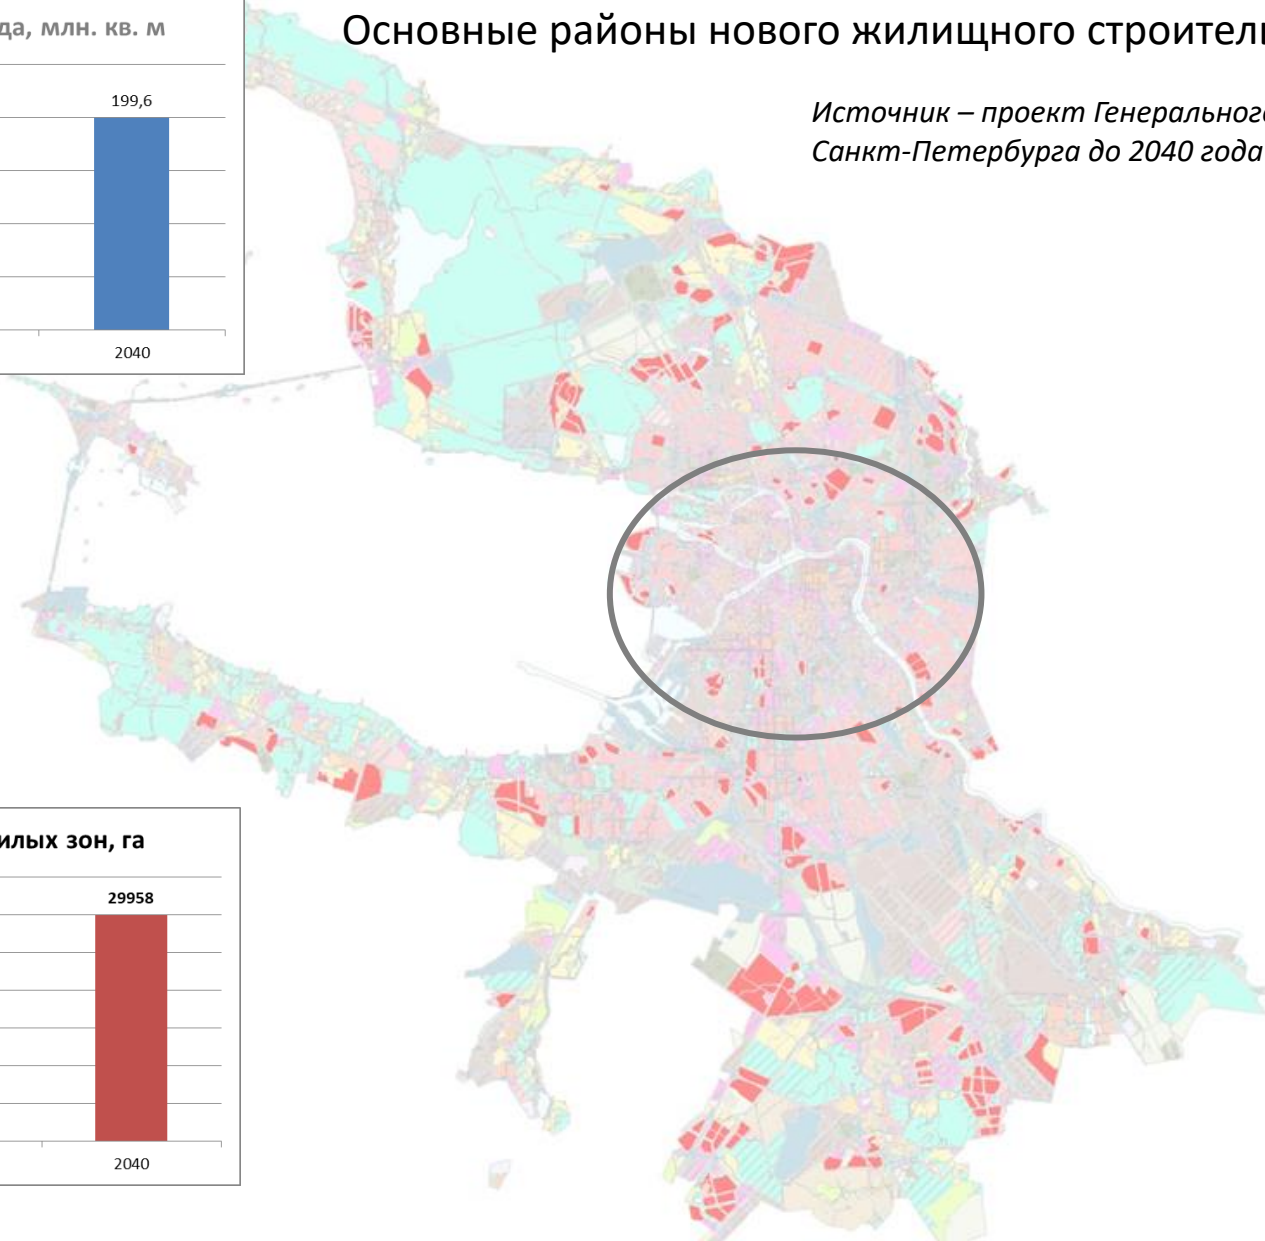 да, млн. кв. м
Основные районы нового жилищного строитель
Источник – проект Генерального
Санкт-Петербурга до 2040 года
199,6
2040
илых зон, га
29958
2040